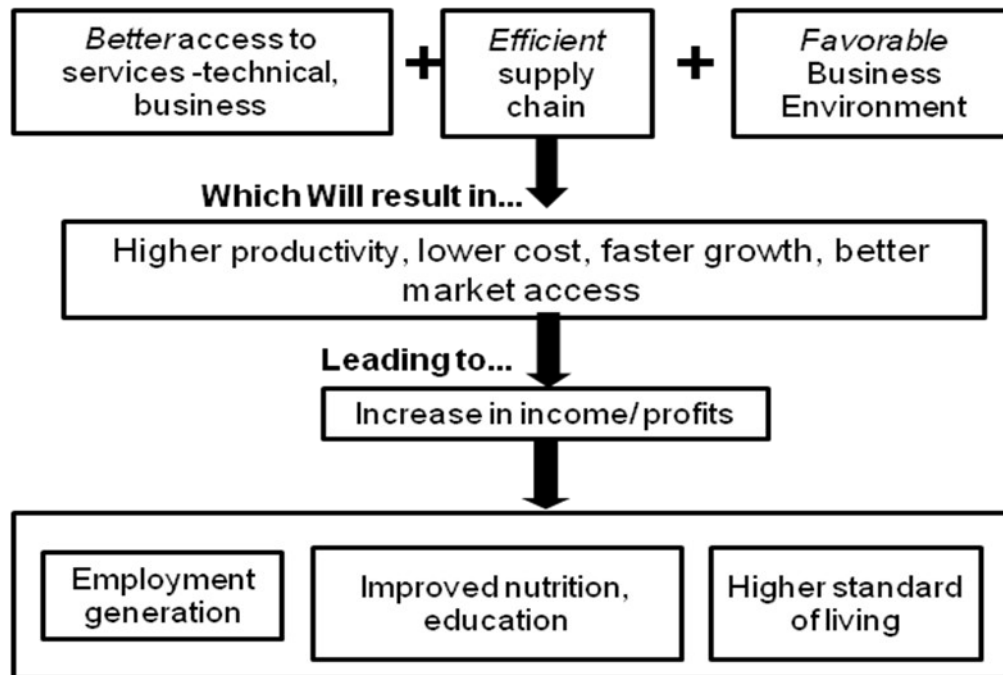 Better access to
services -technical,
business
+
Efficient
supply
chain
+
Favorable
Business
Environment
Which Will result in...
Higher productivity, lower cost, faster growth, better
market access
Leading to...
Increase in income/ profits
Employment
generation
Improved nutrition,
education
Higher standard
of living